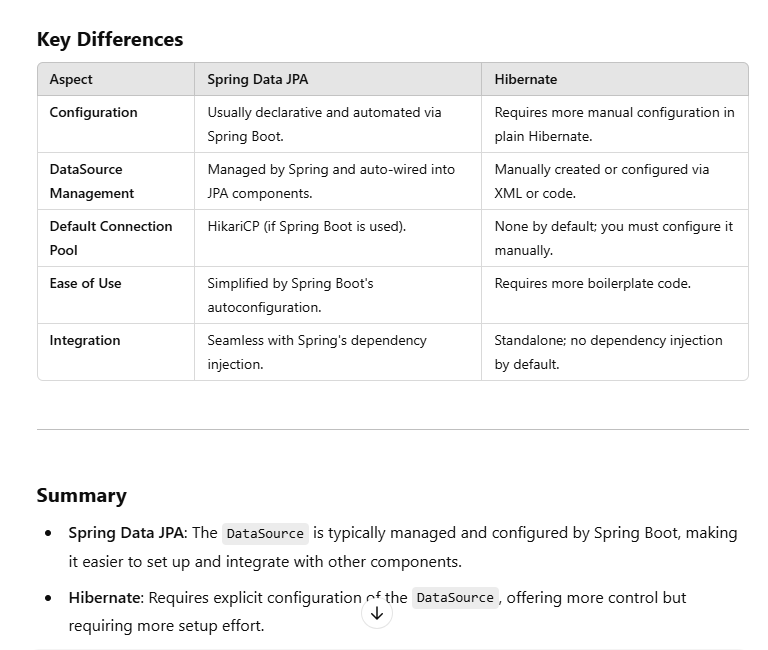 Key Differences
Aspect Spring Data JPA Hibernate
Configuration Usually declarative and automated via Requires more manual configuration in
Spring Boot. plain Hibernate.
DataSource Managed by Spring and auto-wired into Manually created or configured via
Management JPA components. XML or code.
Default Connection HikariCP (if Spring Boot is used). None by default; you must configure it
Pool manually.
Ease of Use Simplified by Spring Boot's Requires more boilerplate code.
autoconfiguration.
Integration Seamless with Spring's dependency Standalone; no dependency injection
injection. by default.
Summary
• Spring Data JPA: The DataSource is typically managed and configured by Spring Boot, making
it easier to set up and integrate with other components.
• Hibernate: Requires explicit configuration of the DataSource, offering more control but
requiring more setup effort.